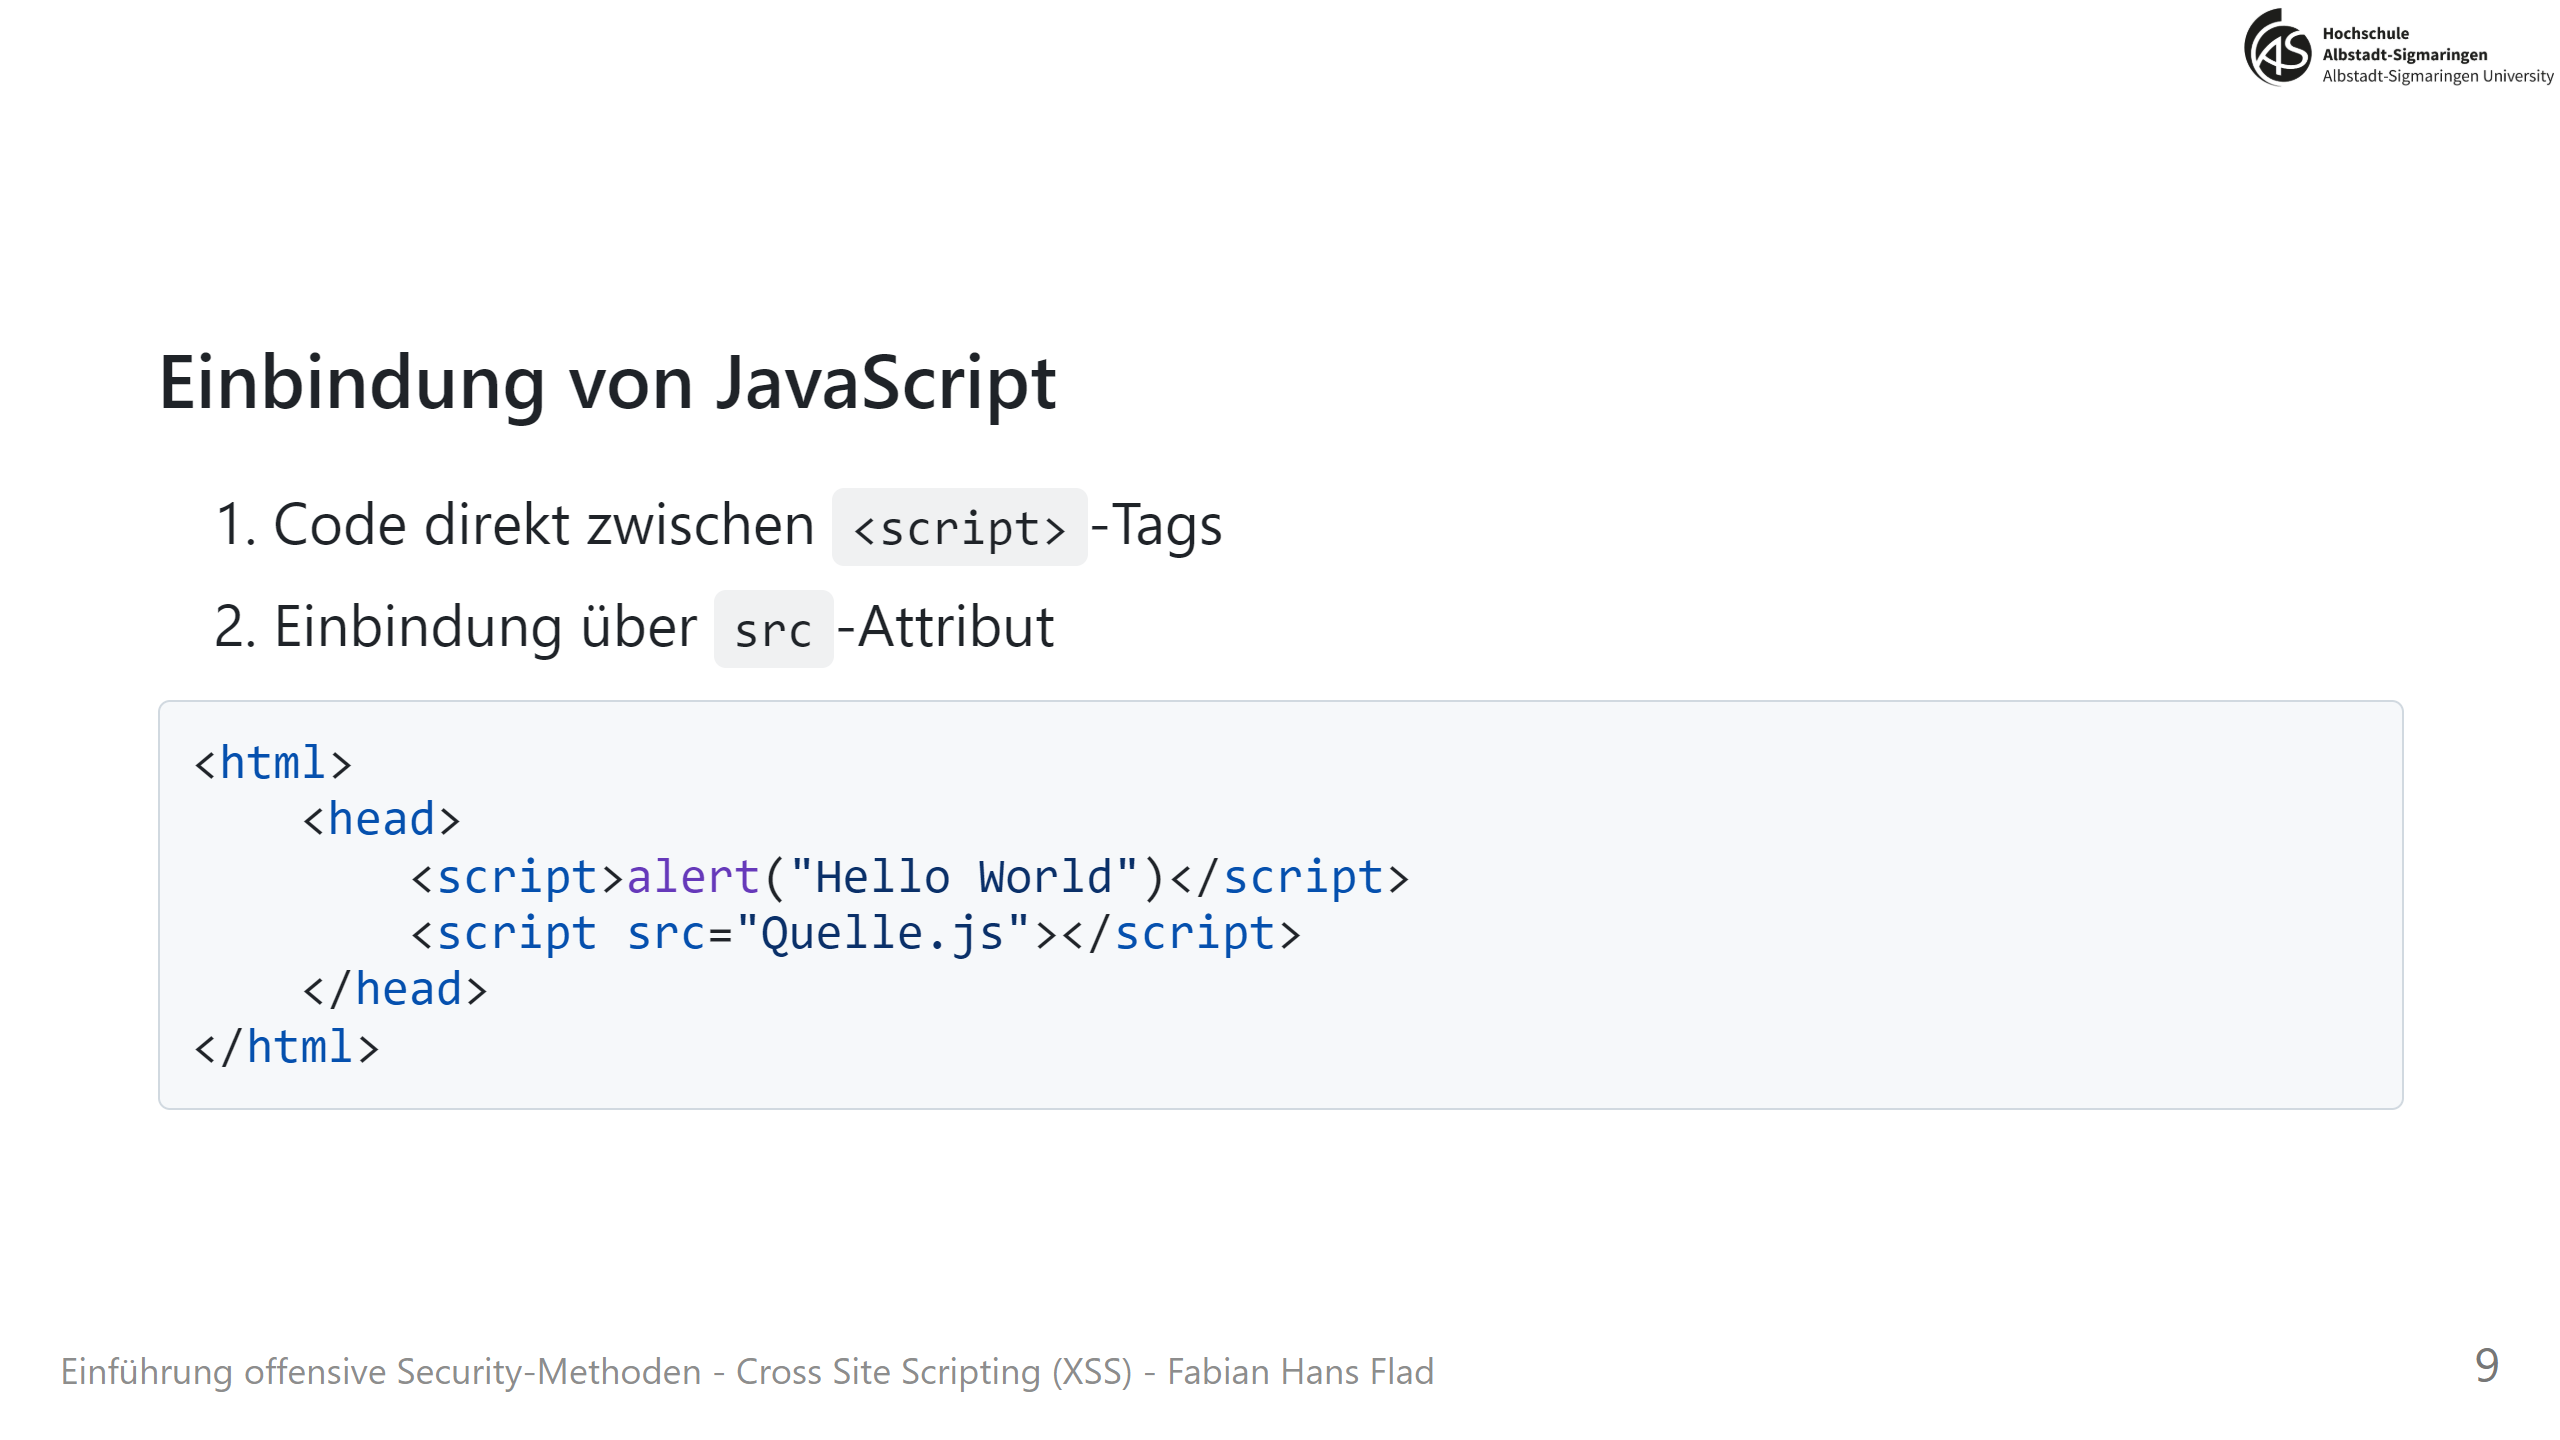 Hochschule
Albstadt-Sigmaringen
Albstadt-Sigmaringen University
Einbindung von JavaScript
1. Code direkt zwischen <script>-Tags
2. Einbindung über src-Attribut
<html>
    <head>
        <script>alert("Hello World")</script>
        <script src="Quelle.js"></script>
    </head>
</html>
Einführung offensive Security-Methoden - Cross Site Scripting (XSS) - Fabian Hans Flad
9